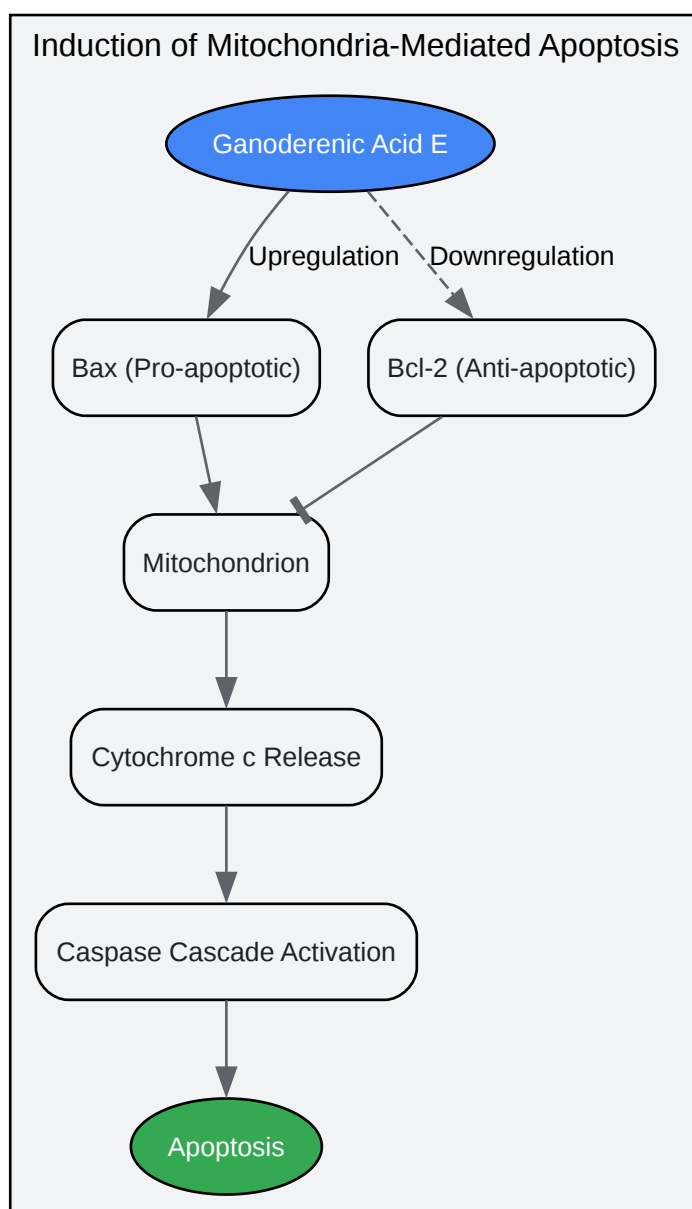 Induction of Mitochondria-Mediated Apoptosis
Ganoderenic Acid E
Upregulation
Downregulation
Bax (Pro-apoptotic)
Bcl-2 (Anti-apoptotic)
Mitochondrion
Cytochrome c Release
Caspase Cascade Activation
Apoptosis